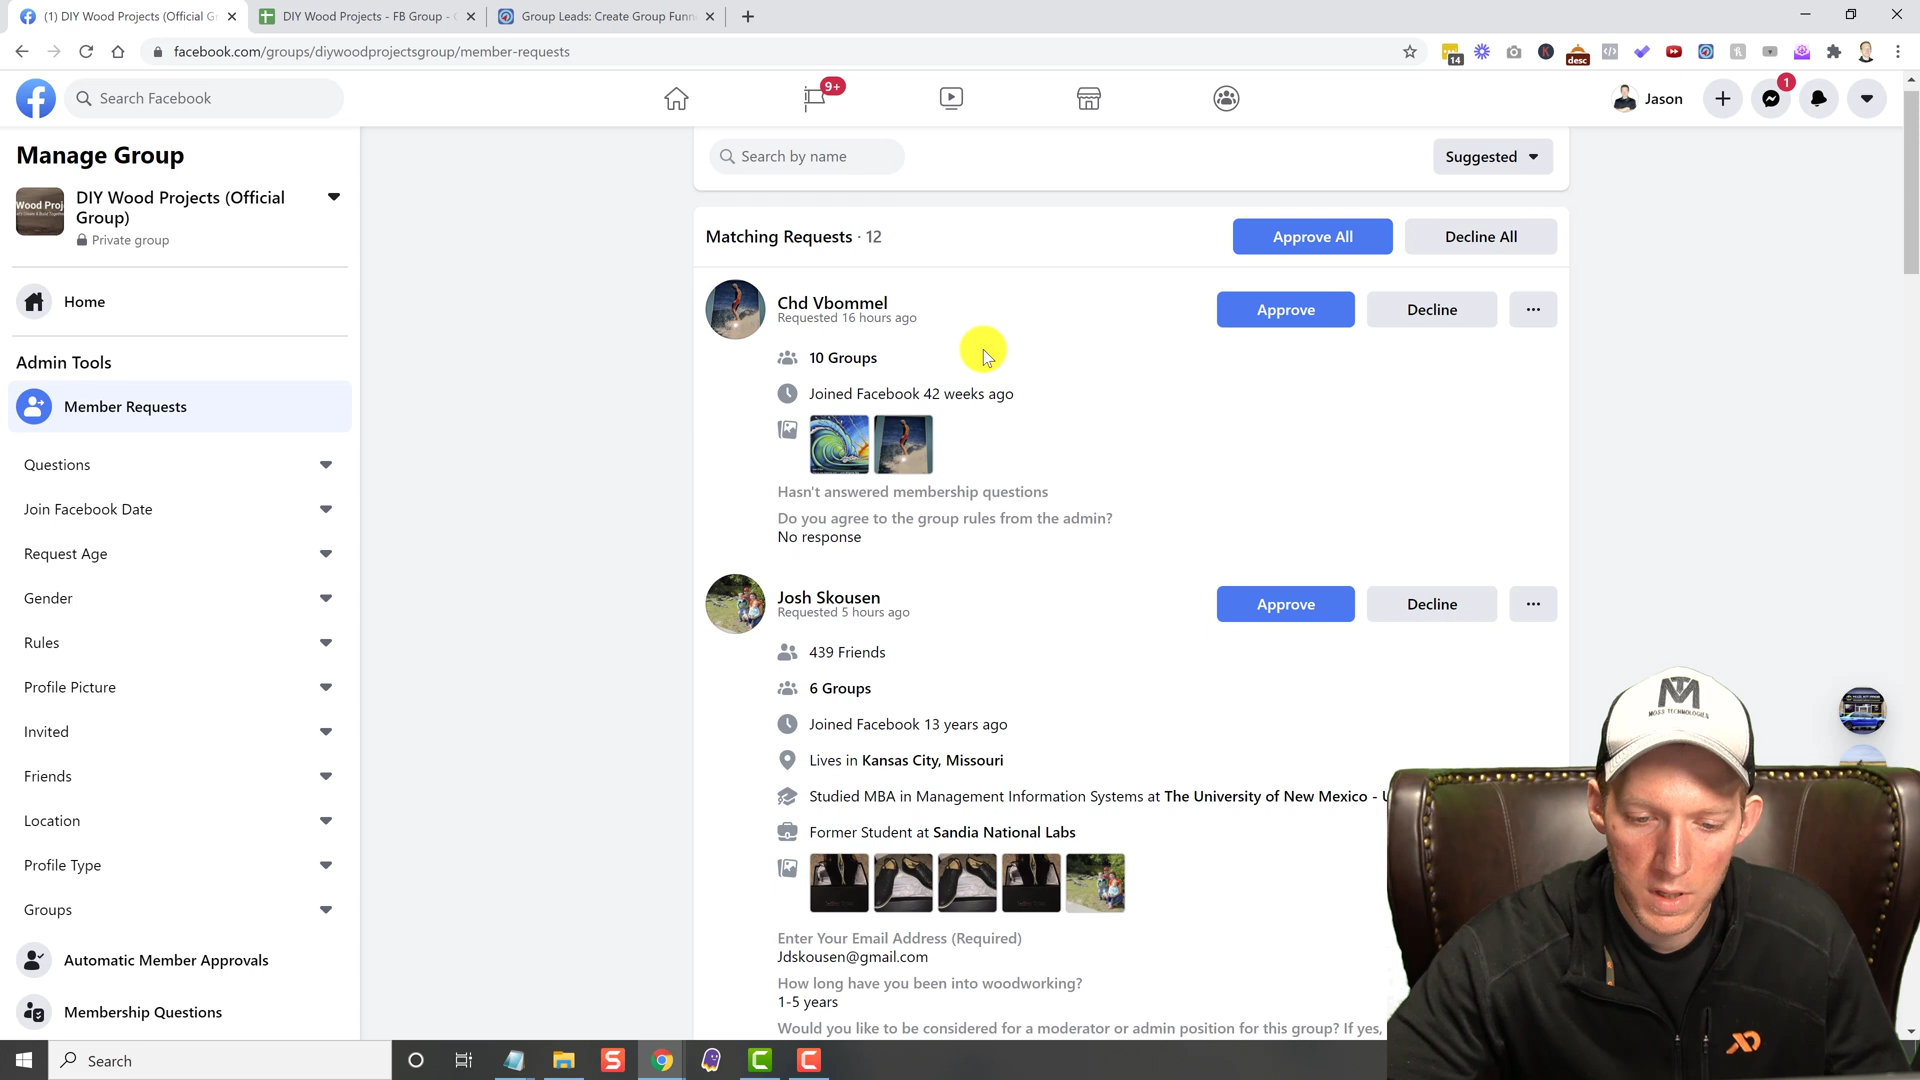 (1) DIY Wood Projects (Official Gr
DIY Wood Projects - FB Group -
Group Leads: Create Group Funn
facebook.com/groups/diywoodprojectsgroup/member-requests
14
desc
Search Facebook
9+
Jason
1
Manage Group
Wood Proj
DIY Wood Projects (Official
Group)
Private group
Home
Admin Tools
Member Requests
Questions
Join Facebook Date
Request Age
Gender
Rules
Profile Picture
Invited
Friends
Location
Profile Type
Groups
Automatic Member Approvals
Membership Questions
Search by name
Suggested
Matching Requests · 12
Approve All
Decline All
Chd Vbommel
Requested 16 hours ago
Approve
Decline
10 Groups
Joined Facebook 42 weeks ago
Hasn't answered membership questions
Do you agree to the group rules from the admin?
No response
Josh Skousen
Requested 5 hours ago
Approve
Decline
439 Friends
6 Groups
Joined Facebook 13 years ago
Lives in Kansas City, Missouri
Studied MBA in Management Information Systems at The University of New Mexico - U
Former Student at Sandia National Labs
Enter Your Email Address (Required)
Jdskousen@gmail.com
How long have you been into woodworking?
1-5 years
Would you like to be considered for a moderator or admin position for this group? If yes,
MOSS TECHNOLOGIES
Search